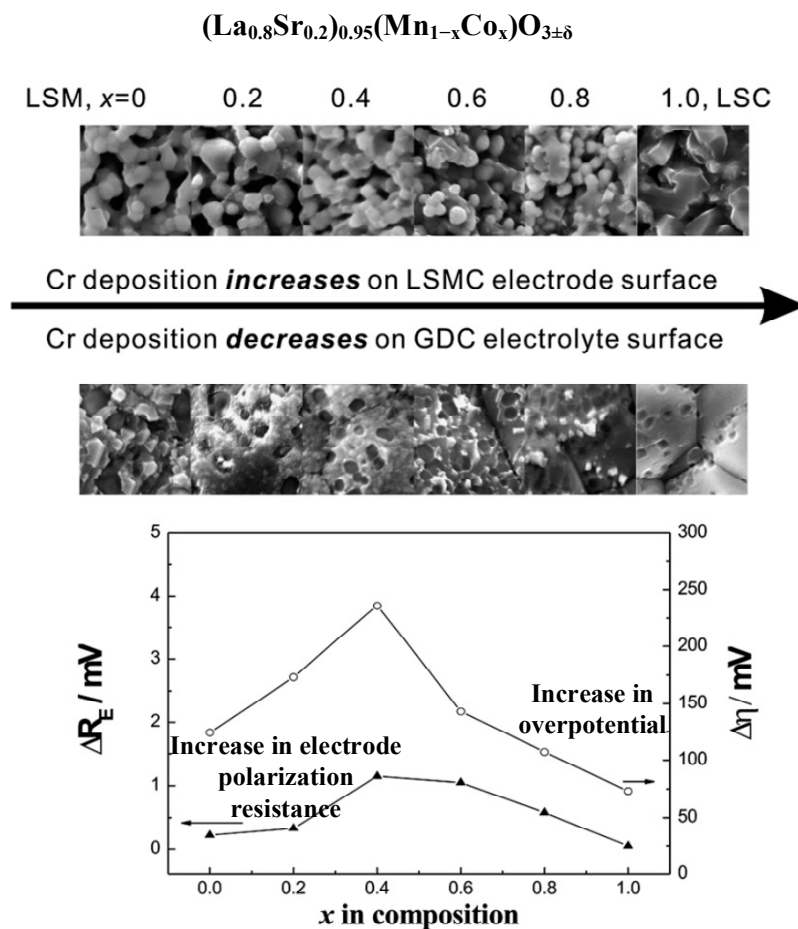 (La₀.₈Sr₀.₂)₀.₉₅(Mn₁₋ₓCoₓ)O₃±δ
LSM, x=0 0.2 0.4 0.6 0.8 1.0, LSC
Cr deposition increases on LSMC electrode surface
Cr deposition decreases on GDC electrolyte surface
5
4
3
2
1
0
ΔR_E / mV
300
250
200
150
100
50
0
Δη / mV
Increase in
overpotential
Increase in electrode
polarization
resistance
0.0 0.2 0.4 0.6 0.8 1.0
x in composition